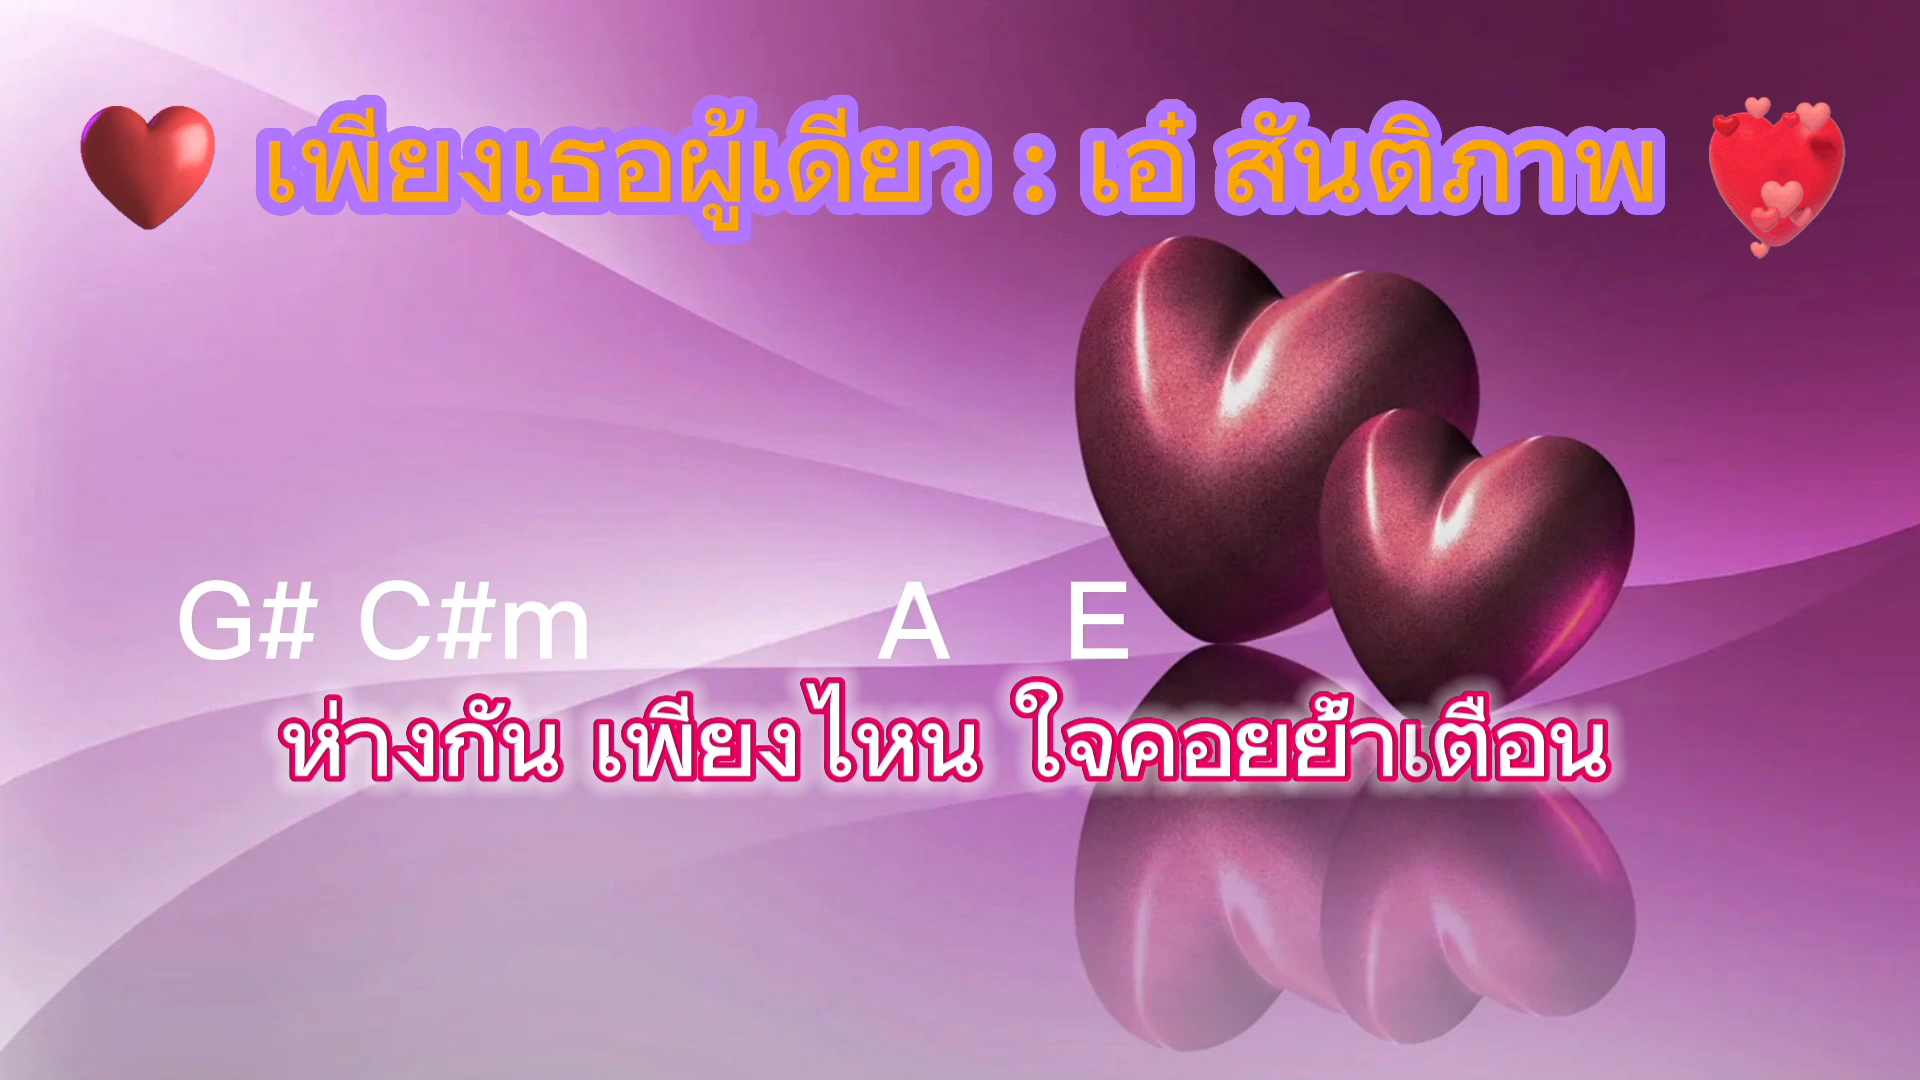 เพียงเธอผู้เดียว : เอ๋ สันติภาพ
G# C#m A E
ห่างกัน เพียงไหน ใจคอยย้ำเตือน